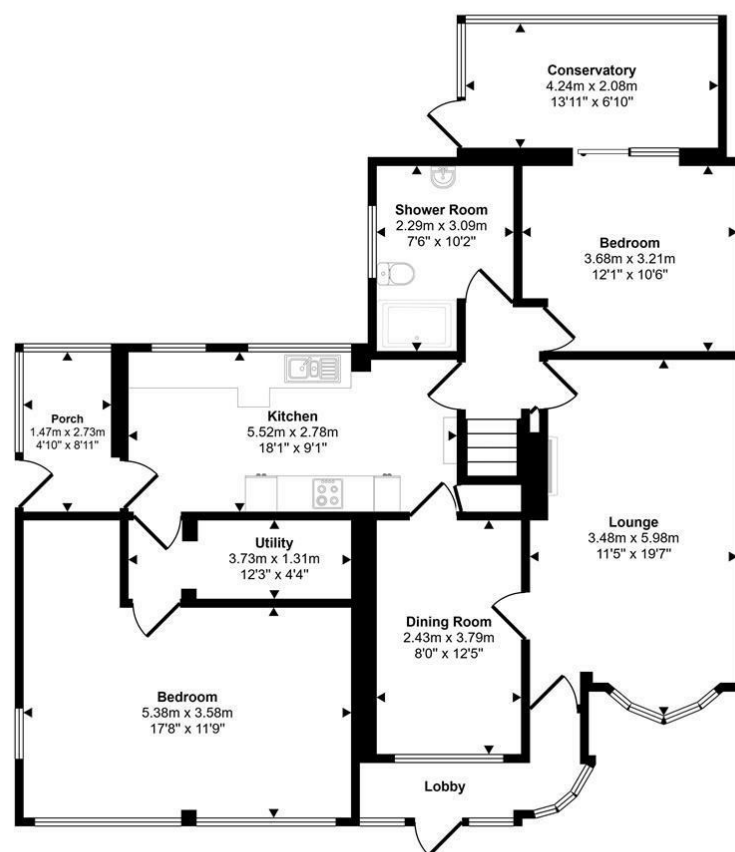 Conservatory
4.24m x 2.08m
13'11" x 6'10"
Shower Room
2.29m x 3.09m
7'6" x 10'2"
Bedroom
3.68m x 3.21m
12'1" x 10'6"
Porch
1.47m x 2.73m
4'10" x 8'11"
Kitchen
5.52m x 2.78m
18'1" x 9'1"
Utility
3.73m x 1.31m
12'3" x 4'4"
Lounge
3.48m x 5.98m
11'5" x 19'7"
Dining Room
2.43m x 3.79m
8'0" x 12'5"
Bedroom
5.38m x 3.58m
17'8" x 11'9"
Lobby